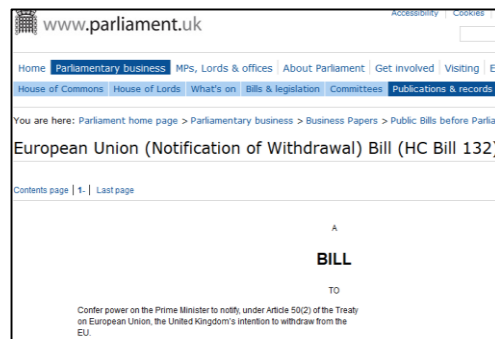 Accessibility Cookies
www.parliament.uk
Home Parliamentary business MPs, Lords & offices About Parliament Get involved Visiting E
House of Commons House of Lords What's on Bills & legislation Committees Publications & records
You are here: Parliament home page > Parliamentary business > Business Papers > Public Bills before Parlia
European Union (Notification of Withdrawal) Bill (HC Bill 132)
Contents page | 1- | Last page
A
BILL
TO
Confer power on the Prime Minister to notify, under Article 50(2) of the Treaty
on European Union, the United Kingdom's intention to withdraw from the
EU.